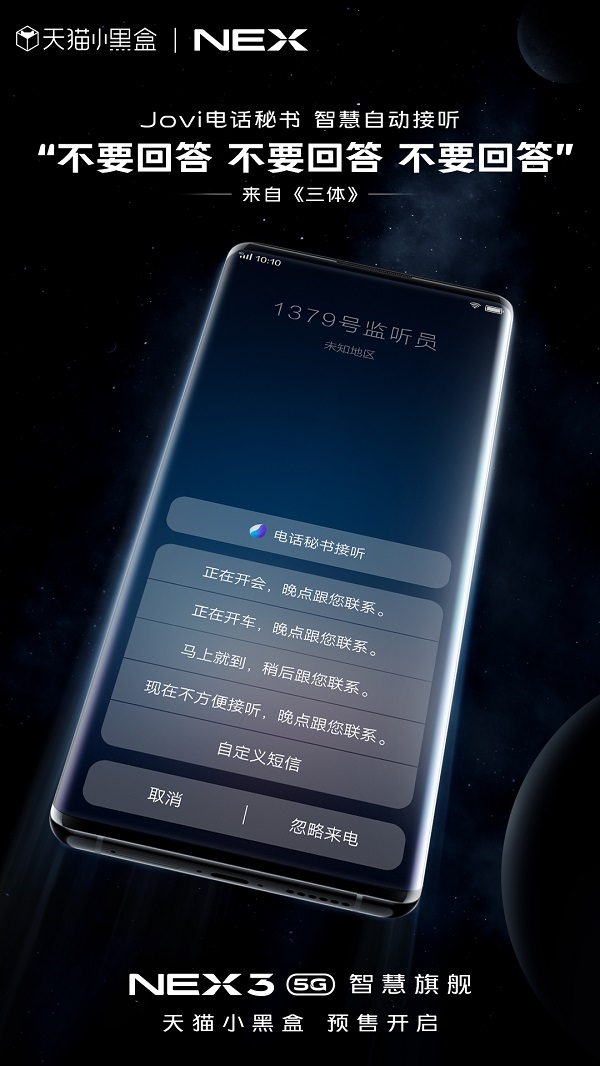 天猫小黑盒 | NEX
Jovi电话秘书 智慧自动接听
“不要回答 不要回答 不要回答”
来自《三体》
10:10
1379号监听员
未知地区
电话秘书接听
正在开会，晚点跟您联系。
正在开车，晚点跟您联系。
马上就到，稍后跟您联系。
现在不方便接听，晚点跟您联系。
自定义短信
取消 | 忽略来电
NEX 3 5G 智慧旗舰
天猫小黑盒 预售开启